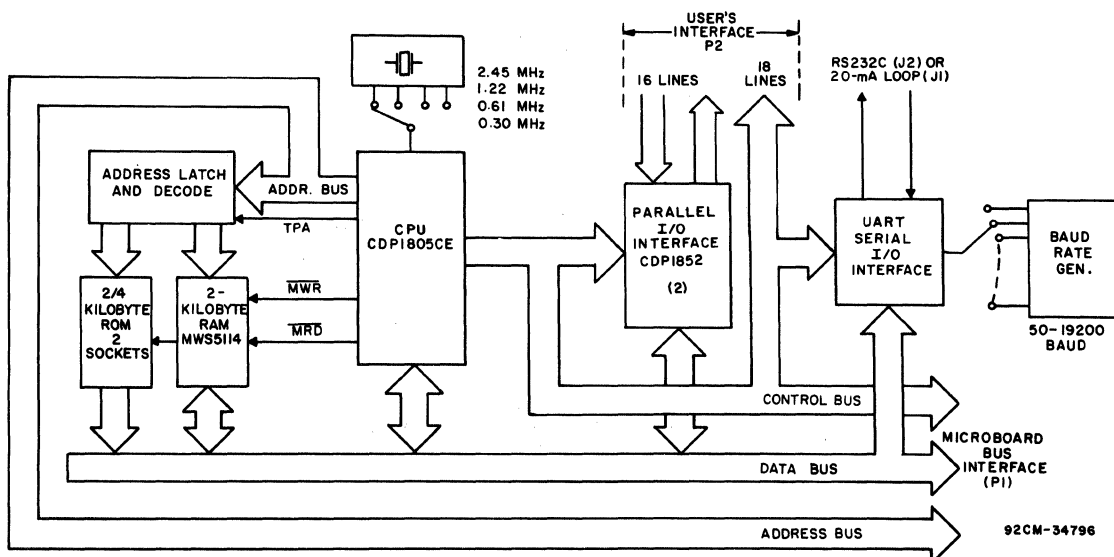 USER'S
INTERFACE
P2
2.45 MHz
1.22 MHz
0.61 MHz
0.30 MHz
16 LINES
18
LINES
RS232C (J2) OR
20-mA LOOP (J1)
ADDRESS LATCH
AND DECODE
ADDR. BUS
TPA
CPU
CDP1805CE
PARALLEL
I/O
INTERFACE
CDP1852
(2)
UART
SERIAL
I/O
INTERFACE
BAUD
RATE
GEN.
50-19200
BAUD
2/4
KILOBYTE
ROM
2
SOCKETS
2-
KILOBYTE
RAM
MWS5114
MWR
MRD
CONTROL BUS
DATA BUS
MICROBOARD
BUS
INTERFACE
(P1)
ADDRESS BUS
92CM-34796